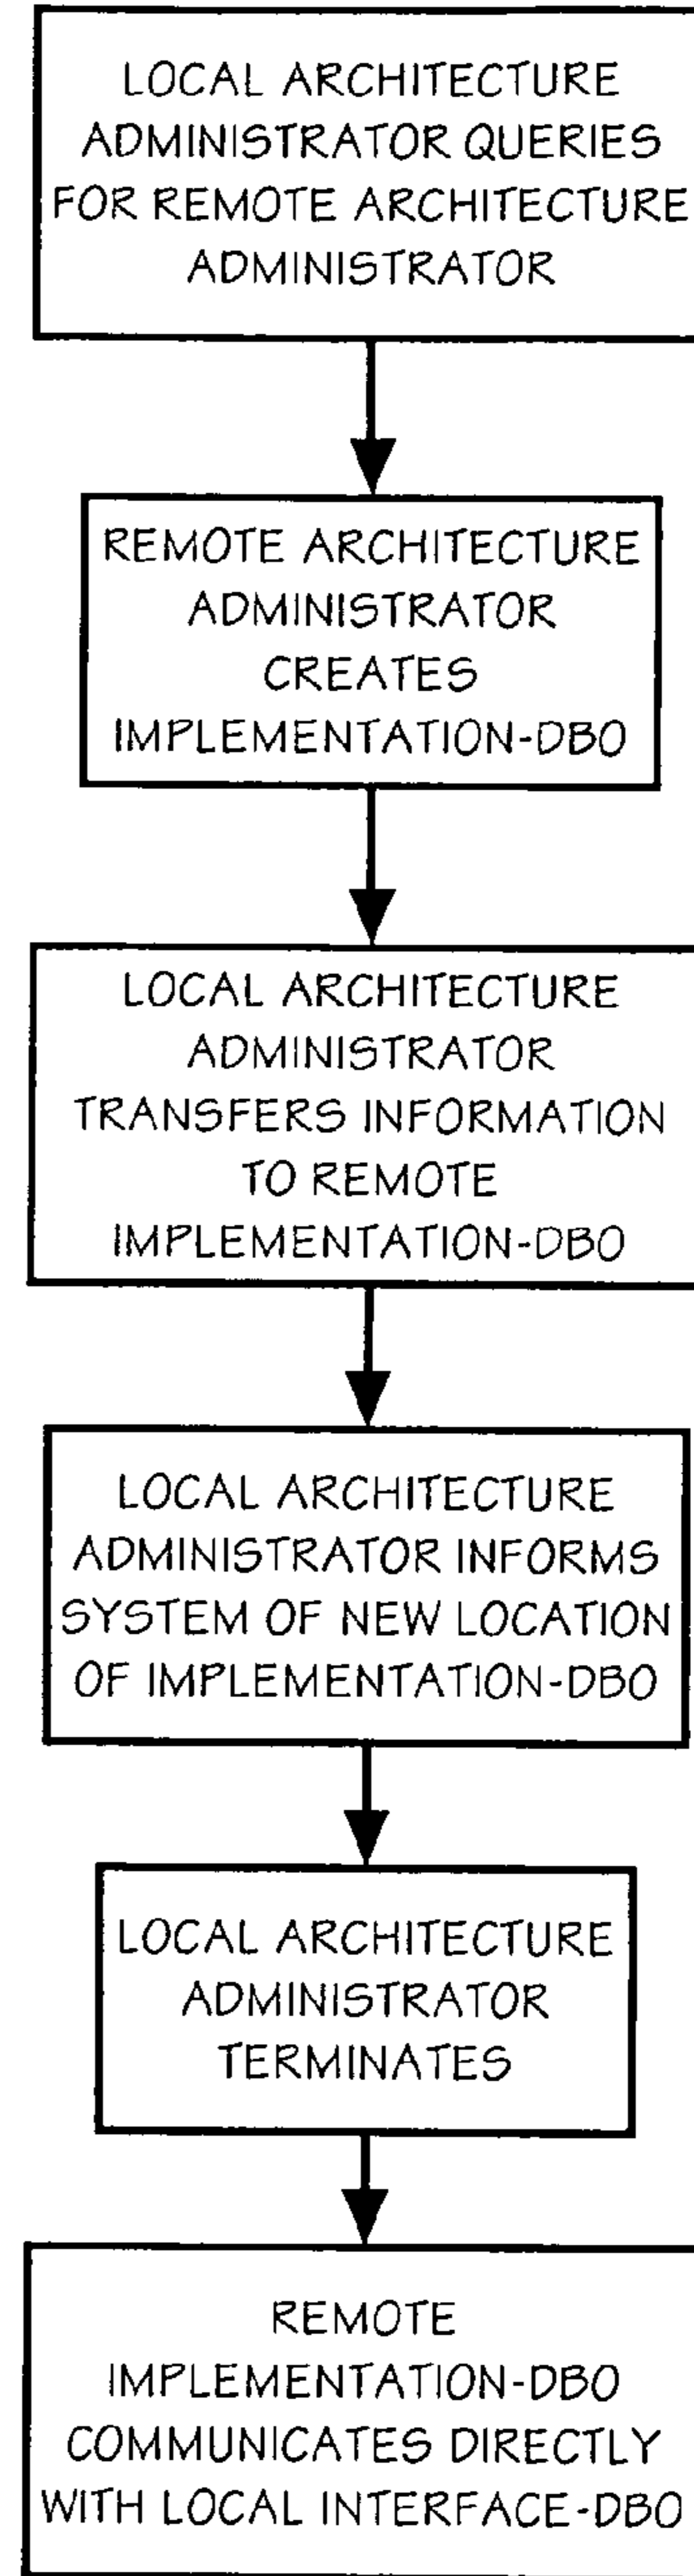 LOCAL ARCHITECTURE
ADMINISTRATOR QUERIES
FOR REMOTE ARCHITECTURE
ADMINISTRATOR
REMOTE ARCHITECTURE
ADMINISTRATOR
CREATES
IMPLEMENTATION-DBO
LOCAL ARCHITECTURE
ADMINISTRATOR
TRANSFERS INFORMATION
TO REMOTE
IMPLEMENTATION-DBO
LOCAL ARCHITECTURE
ADMINISTRATOR INFORMS
SYSTEM OF NEW LOCATION
OF IMPLEMENTATION-DBO
LOCAL ARCHITECTURE
ADMINISTRATOR
TERMINATES
REMOTE
IMPLEMENTATION-DBO
COMMUNICATES DIRECTLY
WITH LOCAL INTERFACE-DBO